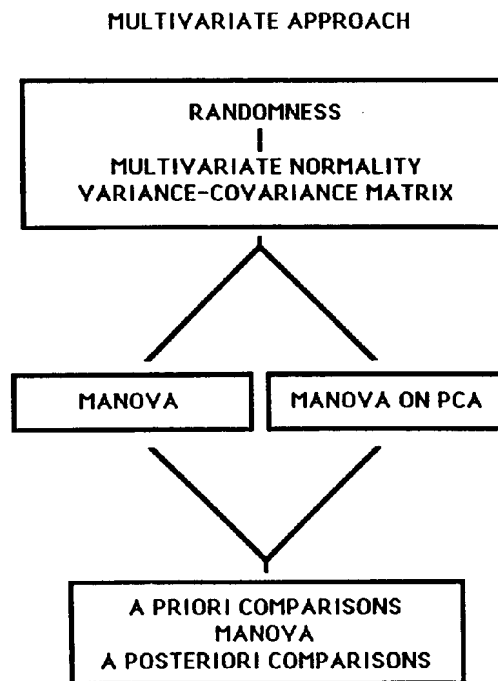 MULTIVARIATE APPROACH
RANDOMNESS
MULTIVARIATE NORMALITY
VARIANCE-COVARIANCE MATRIX
MANOVA
MANOVA ON PCA
A PRIORI COMPARISONS
MANOVA
A POSTERIORI COMPARISONS